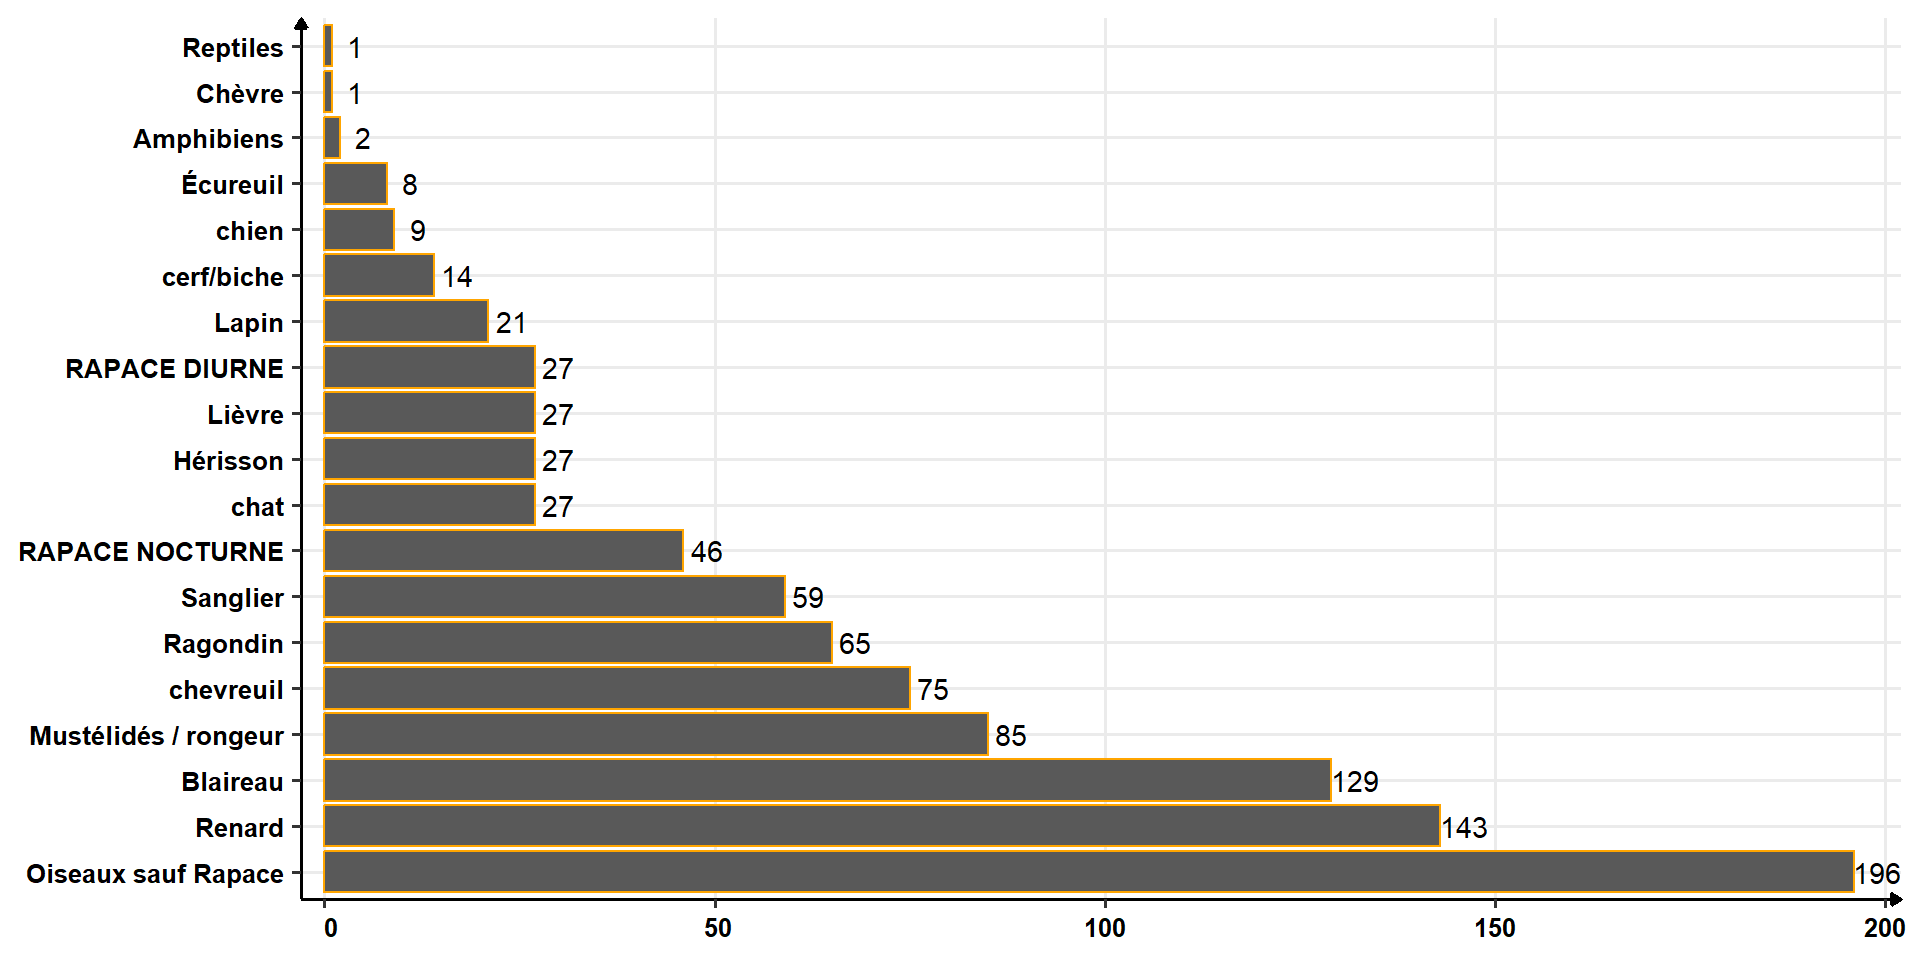 Reptiles 1
Chèvre 1
Amphibiens 2
Écureuil 8
chien 9
cerf/biche 14
Lapin 21
RAPACE DIURNE 27
Lièvre 27
Hérisson 27
chat 27
RAPACE NOCTURNE 46
Sanglier 59
Ragondin 65
chevreuil 75
Mustélidés / rongeur 85
Blaireau 129
Renard 143
Oiseaux sauf Rapace 196
0 50 100 150 200